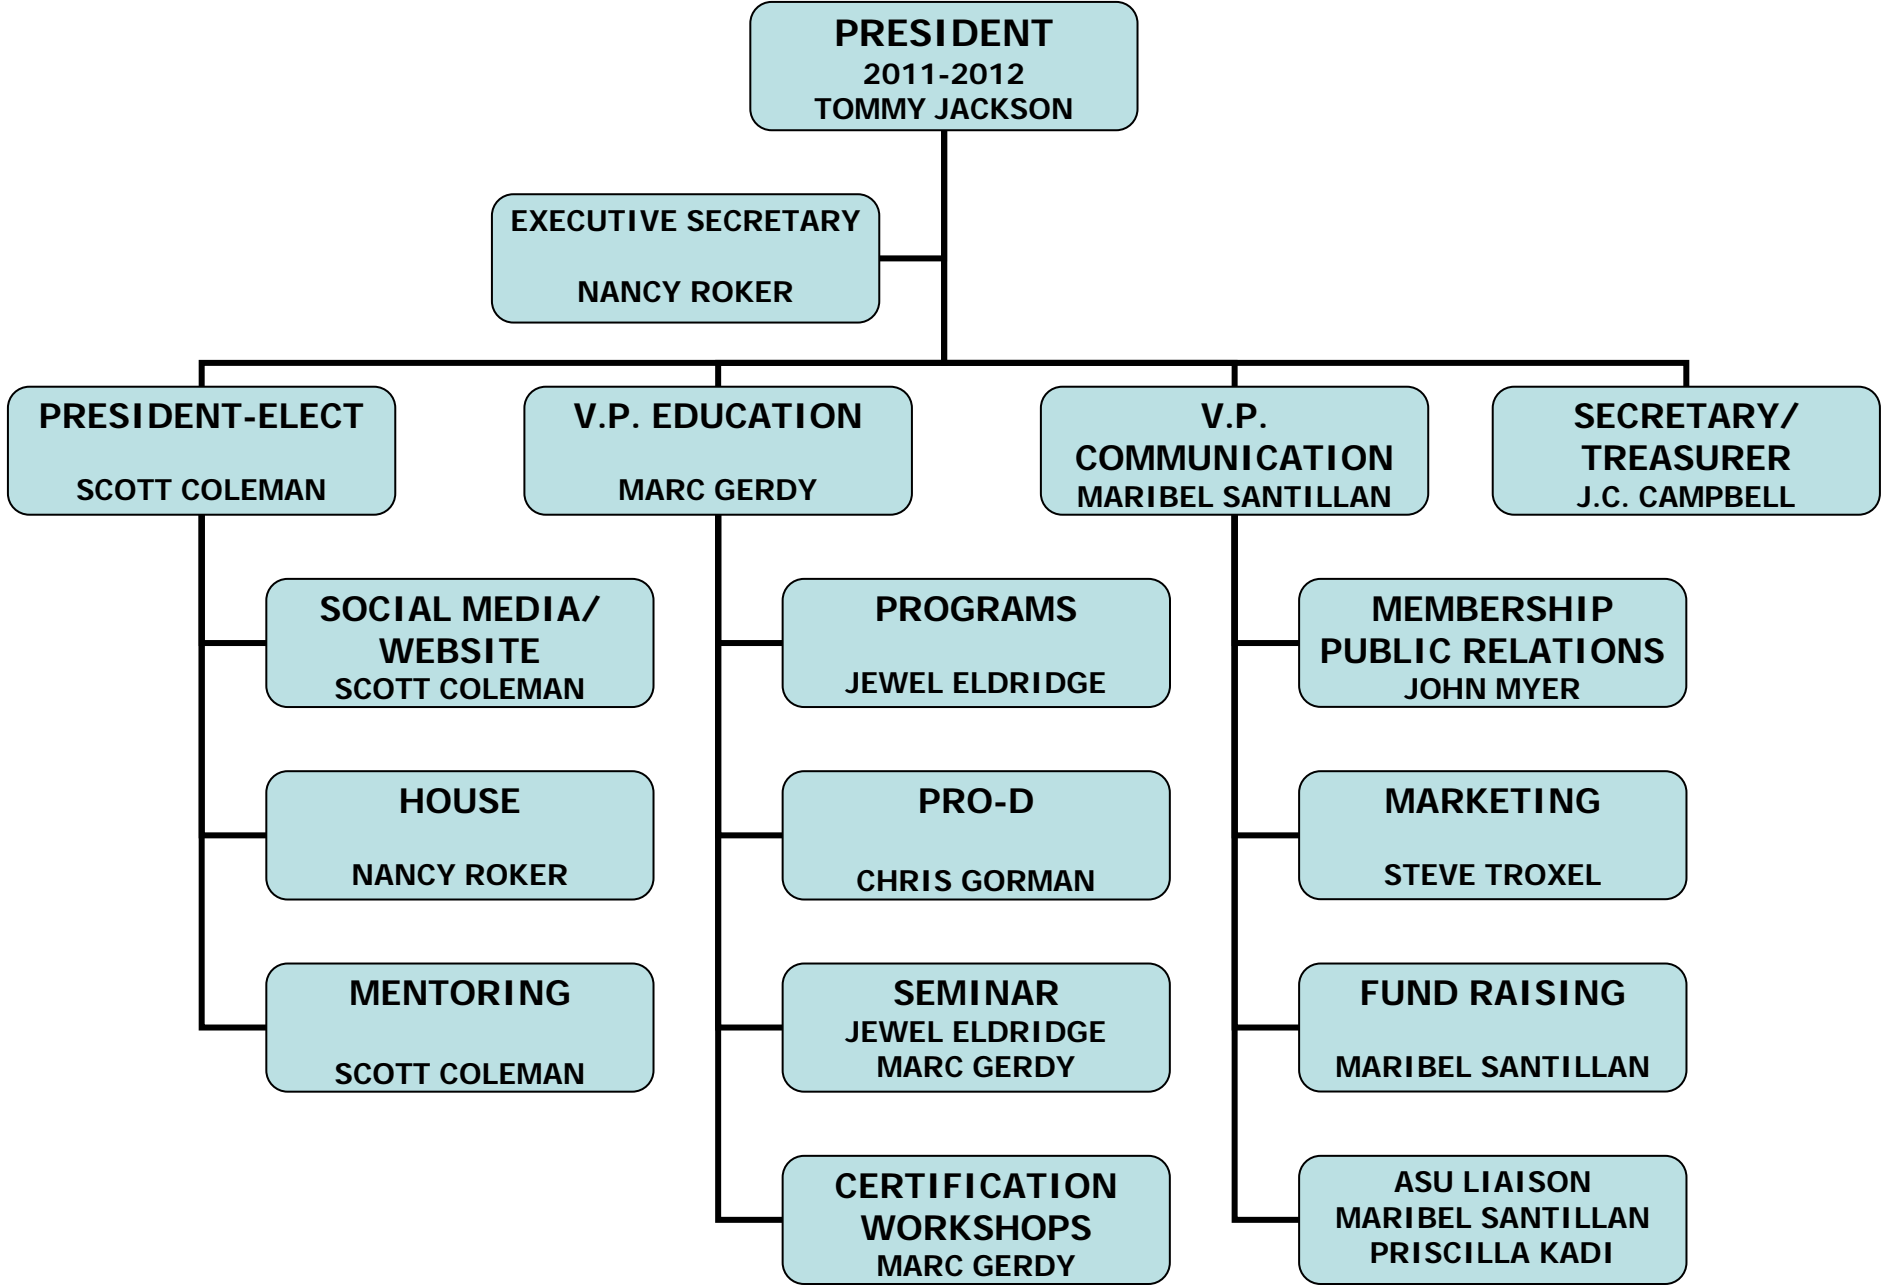 PRESIDENT
2011-2012
TOMMY JACKSON
EXECUTIVE SECRETARY
NANCY ROKER
PRESIDENT-ELECT
SCOTT COLEMAN
V.P. EDUCATION
MARC GERDY
V.P.
COMMUNICATION
MARIBEL SANTILLAN
SECRETARY/
TREASURER
J.C. CAMPBELL
SOCIAL MEDIA/
WEBSITE
SCOTT COLEMAN
HOUSE
NANCY ROKER
MENTORING
SCOTT COLEMAN
PROGRAMS
JEWEL ELDRIDGE
PRO-D
CHRIS GORMAN
SEMINAR
JEWEL ELDRIDGE
MARC GERDY
CERTIFICATION
WORKSHOPS
MARC GERDY
MEMBERSHIP
PUBLIC RELATIONS
JOHN MYER
MARKETING
STEVE TROXEL
FUND RAISING
MARIBEL SANTILLAN
ASU LIAISON
MARIBEL SANTILLAN
PRISCILLA KADI